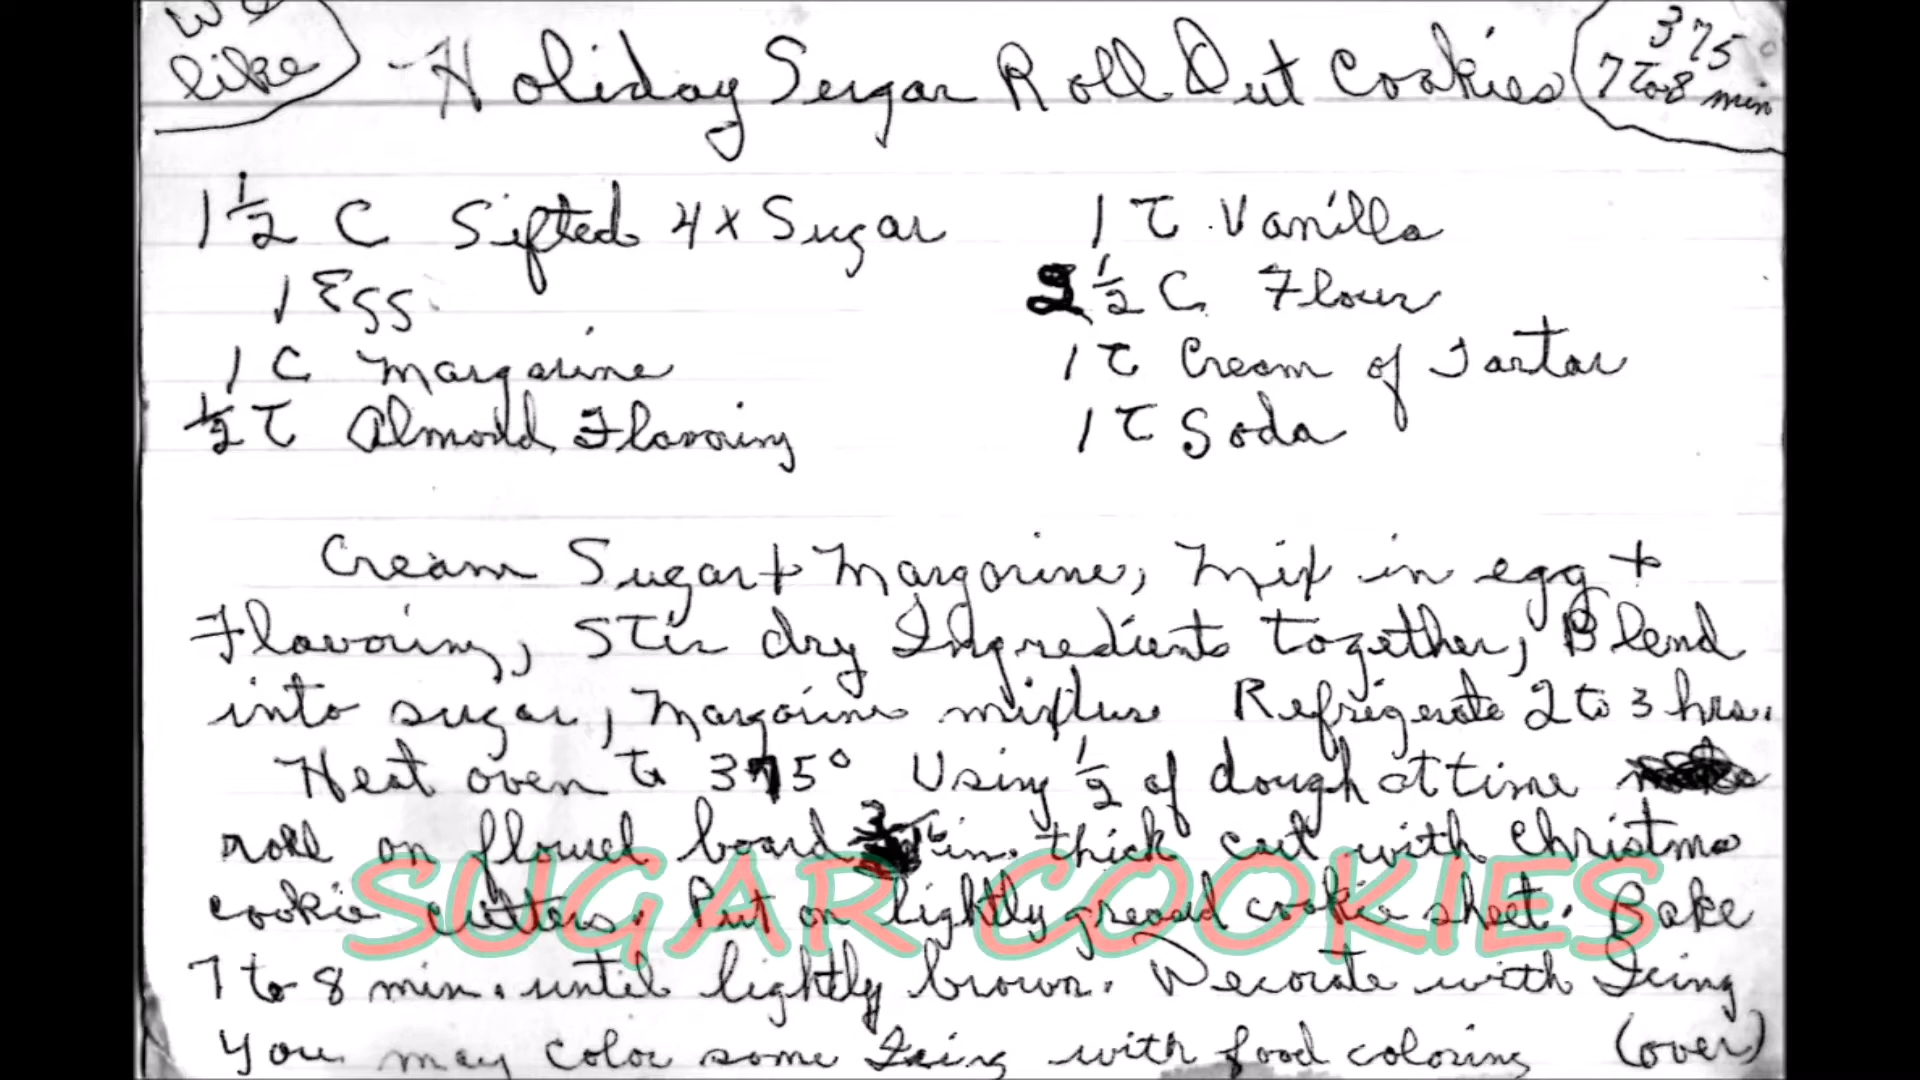 We
like
Holiday Sugar Roll Out Cookies
375°
7 to 8 min
1 1/2 C Sifted 4x Sugar
1 Egg
1 C Margarine
1/2 T Almond Flavoring
1 T Vanilla
2 1/2 C Flour
1 T Cream of Tartar
1 T Soda
Cream Sugar + Margarine, Mix in egg +
Flavoring, Stir dry Ingredients together, Blend
into sugar, Margarine mixture Refrigerate 2 to 3 hrs.
Heat oven to 375° Using 1/2 of dough at time
roll on flowel board in. thick cut with Christmas
cookie cutters. Put on lightly greased cookie sheet. Bake
7 to 8 min. until lightly brown. Decorate with Icing
You may color some Icing with food coloring (over)
SUGAR COOKIES